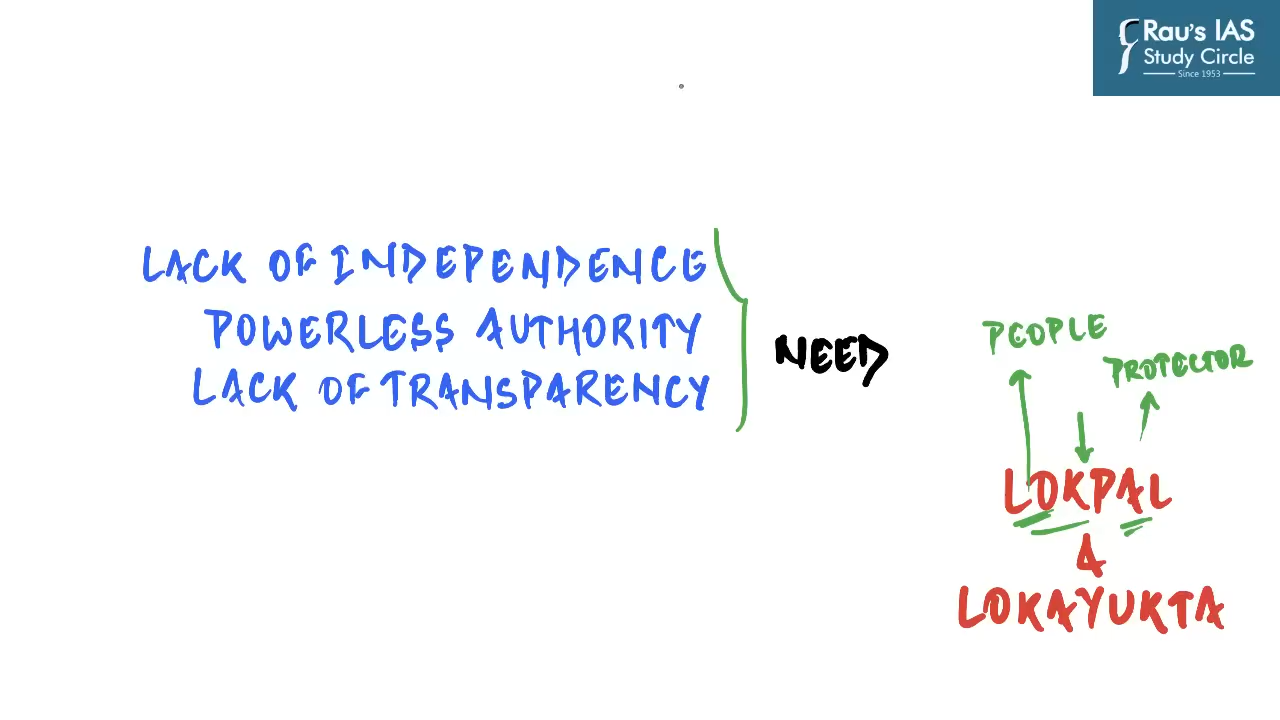 Rau's IAS
Study Circle
Since 1953
LACK OF INDEPENDENCE
POWERLESS AUTHORITY
LACK OF TRANSPARENCY
NEED
PEOPLE
PROTECTOR
LOKPAL
&
LOKAYUKTA